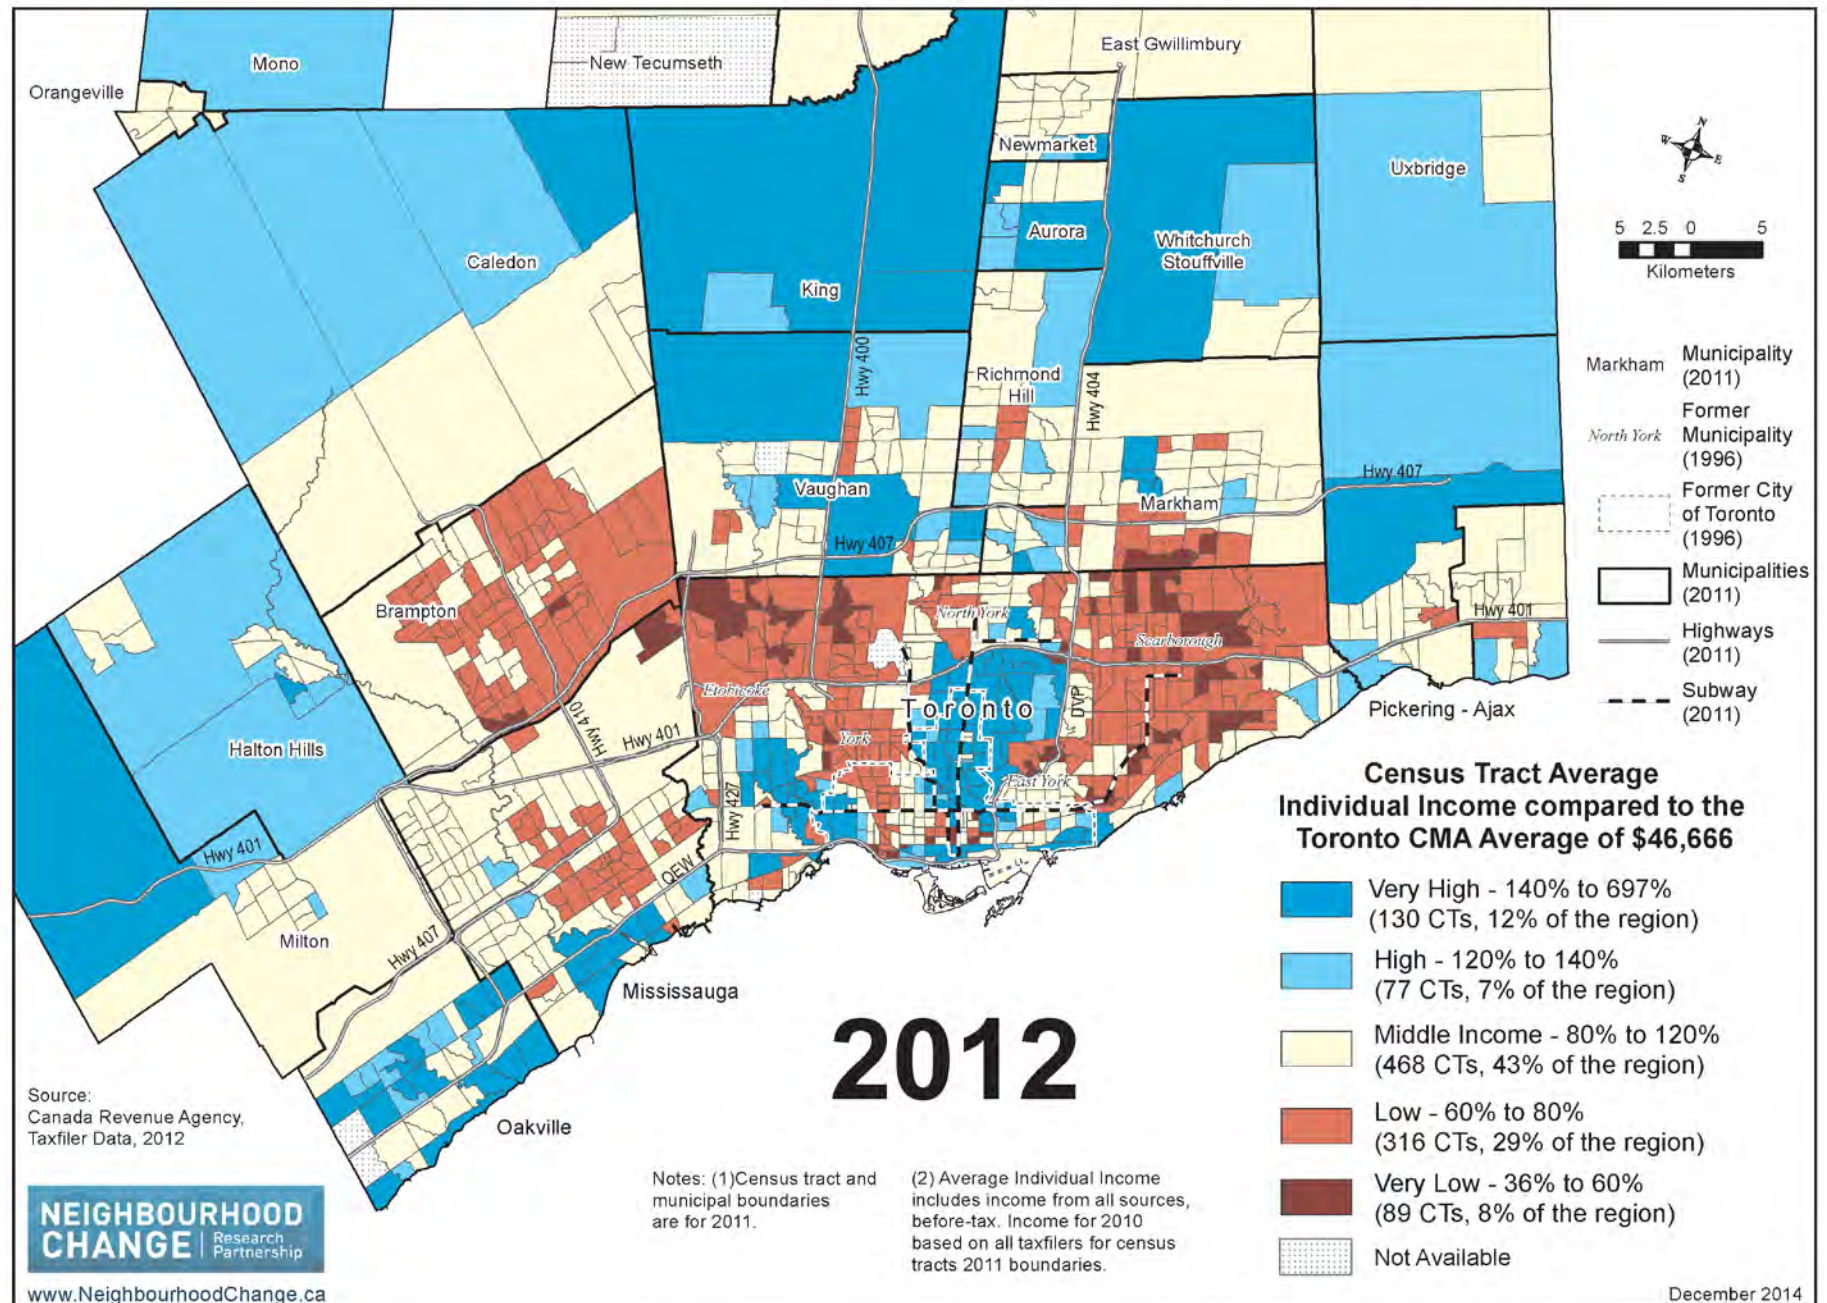 Mono
New Tecumseth
East Gwillimbury
Orangeville
Newmarket
Uxbridge
N
W
E
S
Aurora
Whitchurch
Stouffville
Caledon
King
5 2.5 0 5
Kilometers
Hwy 400
Richmond
Hill
Hwy 404
Markham
Municipality
(2011)
North York
Former
Municipality
(1996)
Former City
of Toronto
(1996)
Municipalities
(2011)
Highways
(2011)
Subway
(2011)
Vaughan
Markham
Hwy 407
Hwy 407
Brampton
North York
Scarborough
Hwy 401
Etobicoke
Toronto
DVP
Pickering - Ajax
Hwy 410
Hwy 401
York
East York
Halton Hills
Hwy 427
Hwy 401
QEW
Milton
Hwy 407
Mississauga
Oakville
Census Tract Average
Individual Income compared to the
Toronto CMA Average of $46,666
Very High - 140% to 697%
(130 CTs, 12% of the region)
High - 120% to 140%
(77 CTs, 7% of the region)
Middle Income - 80% to 120%
(468 CTs, 43% of the region)
Low - 60% to 80%
(316 CTs, 29% of the region)
Very Low - 36% to 60%
(89 CTs, 8% of the region)
Not Available
2012
Source:
Canada Revenue Agency,
Taxfiler Data, 2012
Notes: (1)Census tract and
municipal boundaries
are for 2011.
(2) Average Individual Income
includes income from all sources,
before-tax. Income for 2010
based on all taxfilers for census
tracts 2011 boundaries.
NEIGHBOURHOOD
CHANGE Research
Partnership
www.NeighbourhoodChange.ca
December 2014